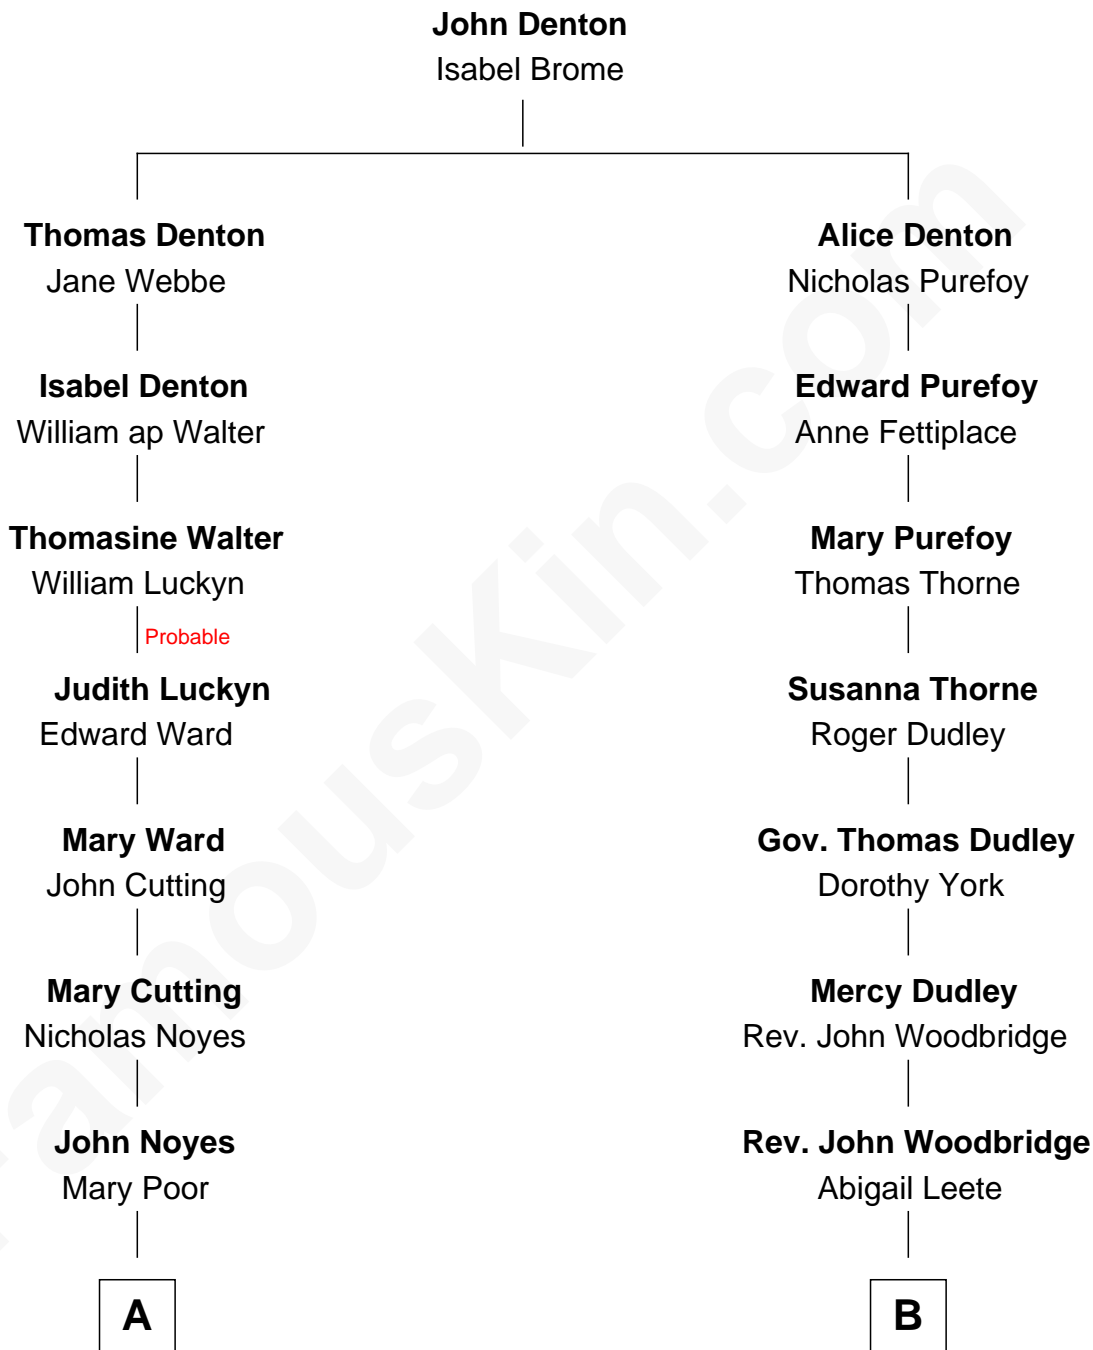 John Denton
Isabel Brome
Thomas Denton
Jane Webbe
Isabel Denton
William ap Walter
Thomasine Walter
William Luckyn
Probable
Judith Luckyn
Edward Ward
Mary Ward
John Cutting
Mary Cutting
Nicholas Noyes
John Noyes
Mary Poor
A
Alice Denton
Nicholas Purefoy
Edward Purefoy
Anne Fettiplace
Mary Purefoy
Thomas Thorne
Susanna Thorne
Roger Dudley
Gov. Thomas Dudley
Dorothy York
Mercy Dudley
Rev. John Woodbridge
Rev. John Woodbridge
Abigail Leete
B
FamousKin.com